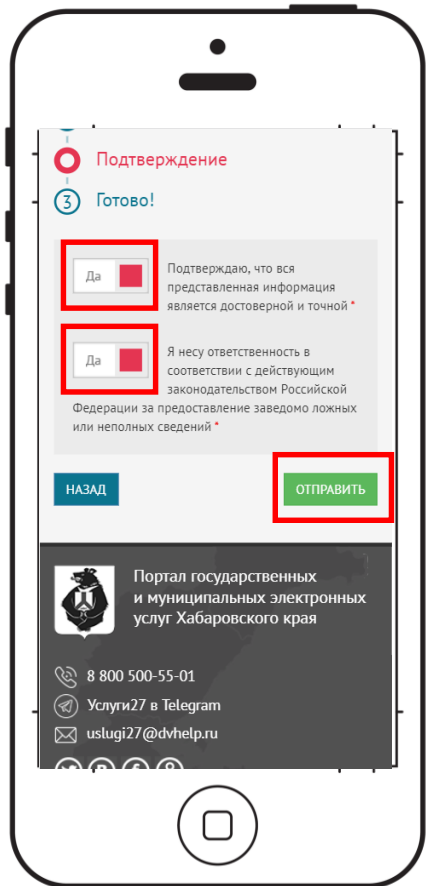 Подтверждение
3 Готово!
Да
Подтверждаю, что вся
представленная информация
является достоверной и точной *
Да
Я несу ответственность в
соответствии с действующим
законодательством Российской
Федерации за предоставление заведомо ложных
или неполных сведений *
НАЗАД
ОТПРАВИТЬ
Портал государственных
и муниципальных электронных
услуг Хабаровского края
8 800 500-55-01
Услуги27 в Telegram
uslugi27@dvhelp.ru